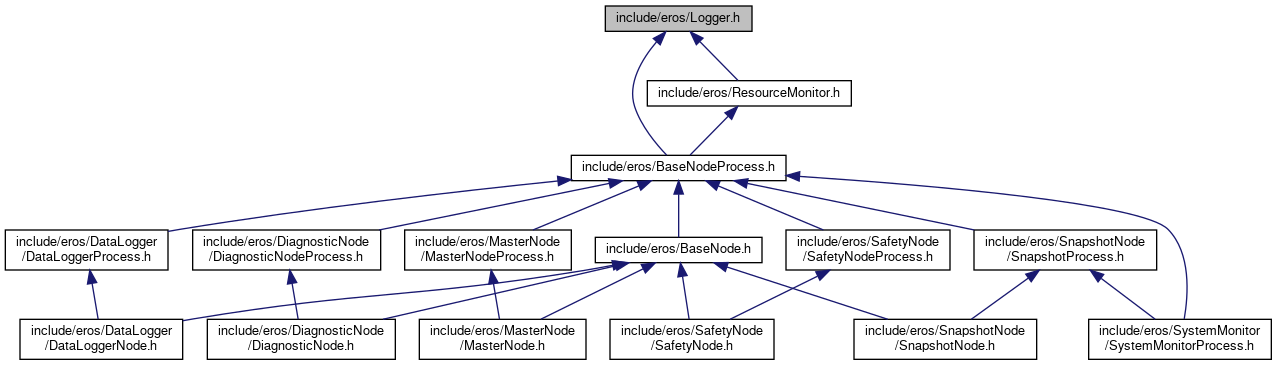 include/eros/Logger.h
include/eros/ResourceMonitor.h
include/eros/BaseNodeProcess.h
include/eros/DataLogger
/DataLoggerProcess.h
include/eros/DiagnosticNode
/DiagnosticNodeProcess.h
include/eros/MasterNode
/MasterNodeProcess.h
include/eros/BaseNode.h
include/eros/SafetyNode
/SafetyNodeProcess.h
include/eros/SnapshotNode
/SnapshotProcess.h
include/eros/DataLogger
/DataLoggerNode.h
include/eros/DiagnosticNode
/DiagnosticNode.h
include/eros/MasterNode
/MasterNode.h
include/eros/SafetyNode
/SafetyNode.h
include/eros/SnapshotNode
/SnapshotNode.h
include/eros/SystemMonitor
/SystemMonitorProcess.h